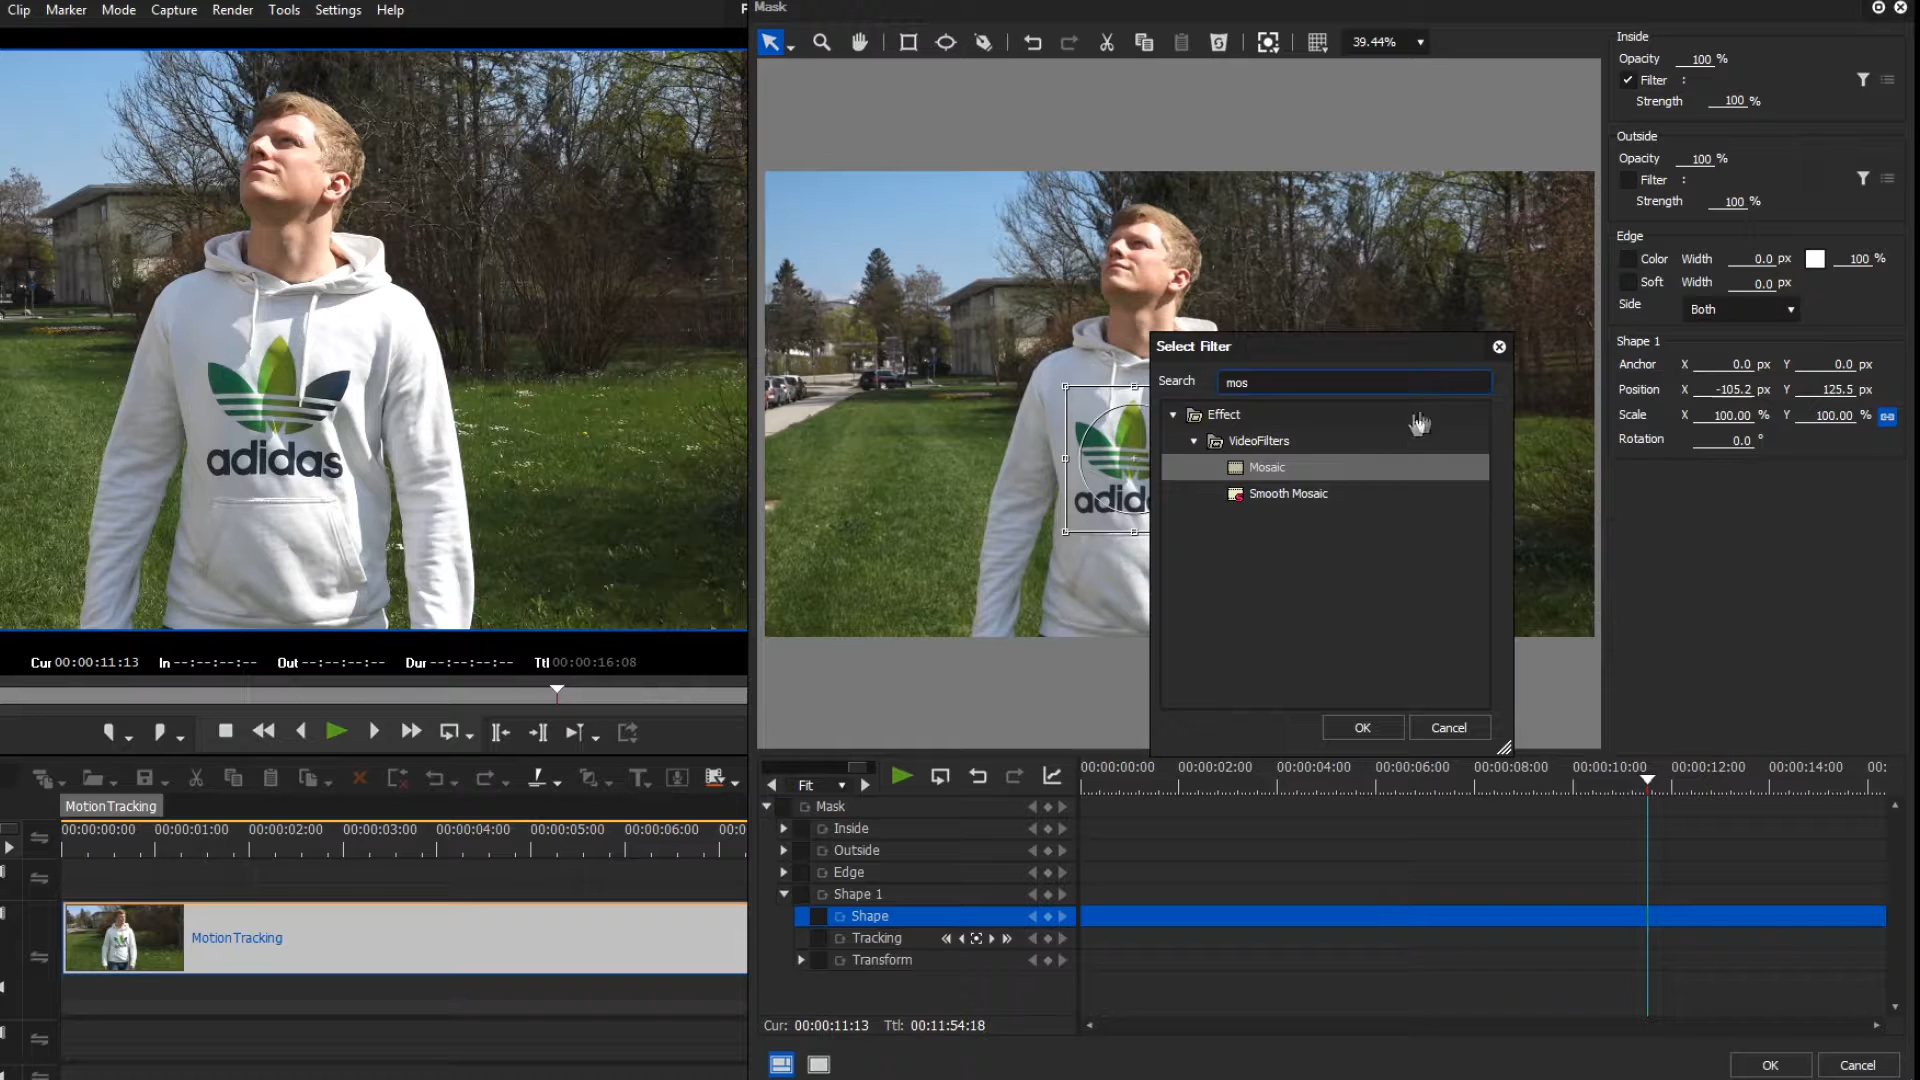 Clip Marker Mode Capture Render Tools Settings Help
Mask
39.44%
Inside
Opacity 100 %
Filter :
Strength 100 %
Outside
Opacity 100 %
Filter :
Strength 100 %
Edge
Color Width 0.0 px 100 %
Soft Width 0.0 px
Side Both
Shape 1
Anchor X 0.0 px Y 0.0 px
Position X -105.2 px Y 125.5 px
Scale X 100.00 % Y 100.00 %
Rotation 0.0 °
adidas
Select Filter
Search mos
Effect
VideoFilters
Mosaic
Smooth Mosaic
OK Cancel
Cur 00:00:11:13 In --:--:--:-- Out --:--:--:-- Dur --:--:--:-- Ttl 00:00:16:08
MotionTracking
00:00:00:00 00:00:01:00 00:00:02:00 00:00:03:00 00:00:04:00 00:00:05:00 00:00:06:00 00:0
MotionTracking
Fit
00:00:00:00 00:00:02:00 00:00:04:00 00:00:06:00 00:00:08:00 00:00:10:00 00:00:12:00 00:00:14:00 00:
Mask
Inside
Outside
Edge
Shape 1
Shape
Tracking
Transform
Cur: 00:00:11:13 Ttl: 00:11:54:18
OK Cancel